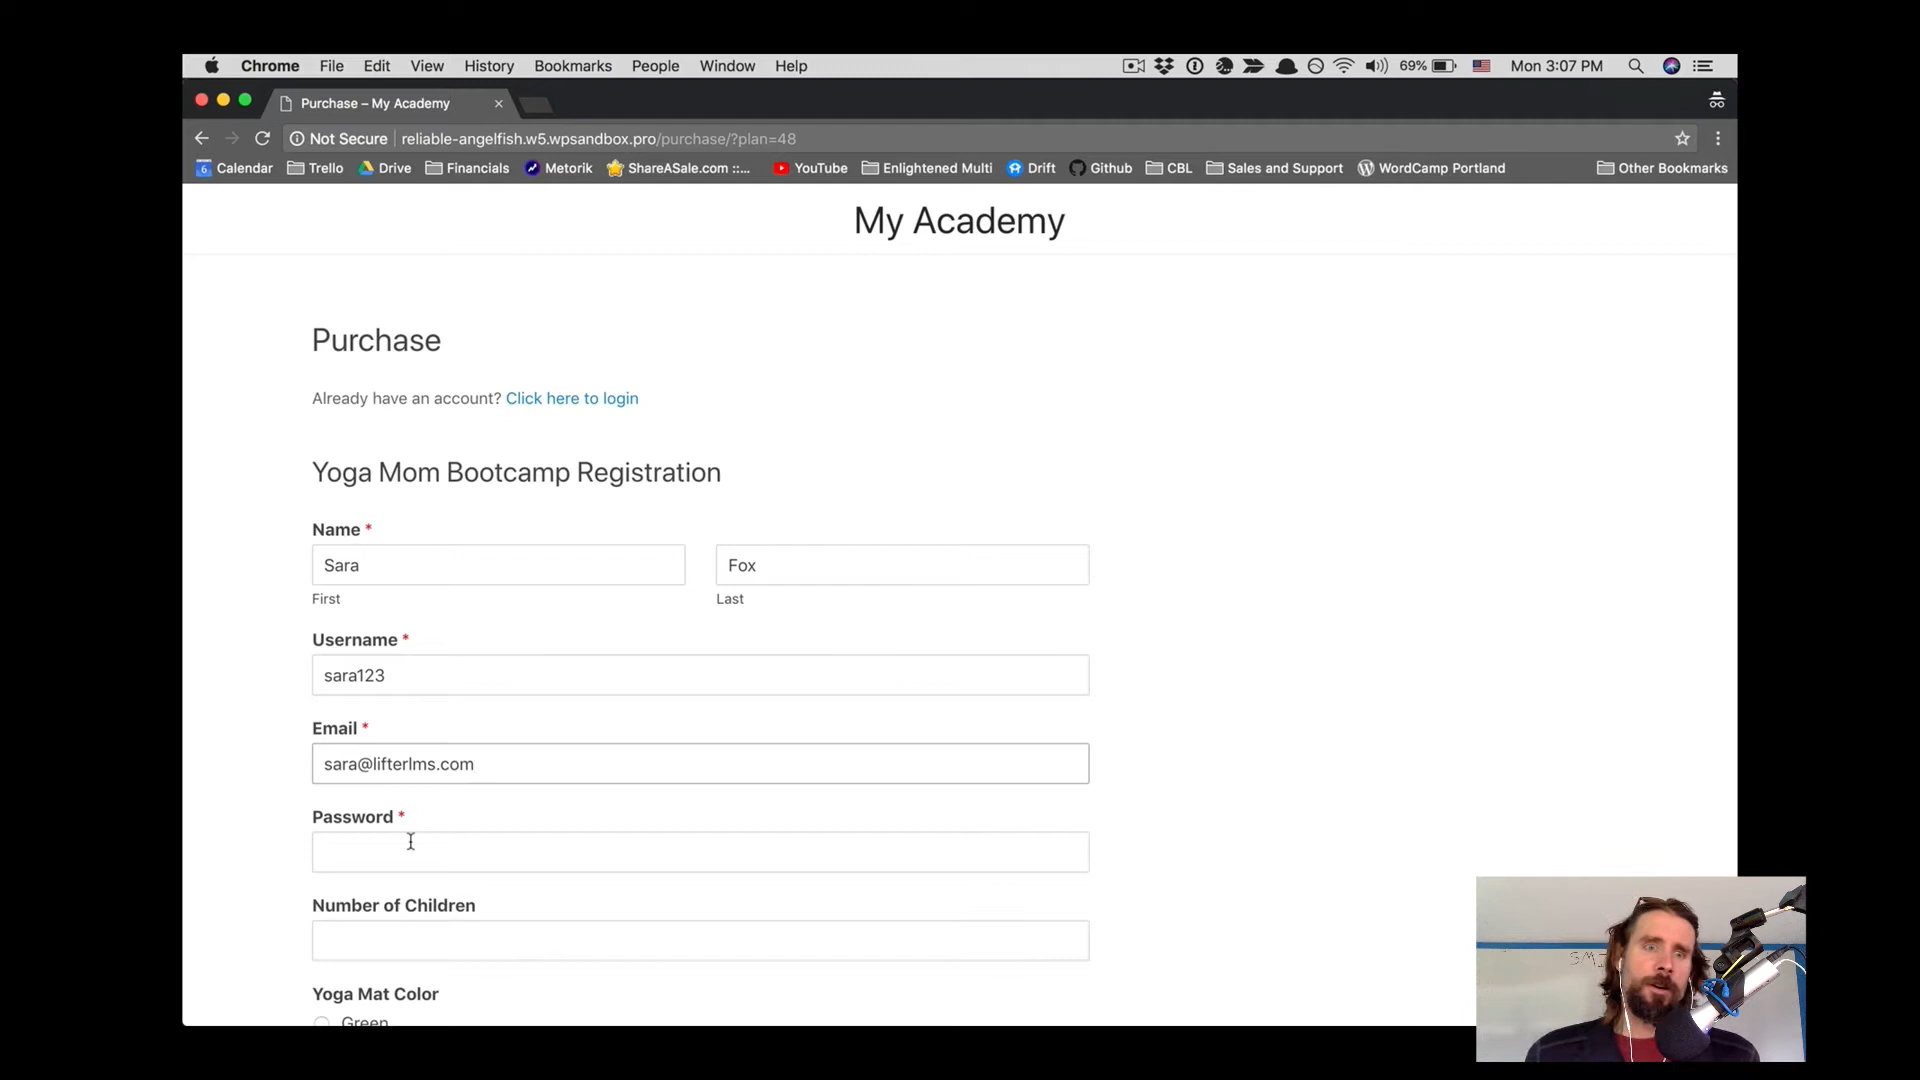 Chrome File Edit View History Bookmarks People Window Help 69% Mon 3:07 PM
Purchase – My Academy
Not Secure reliable-angelfish.w5.wpsandbox.pro/purchase/?plan=48
6 Calendar Trello Drive Financials Metorik ShareASale.com ::... YouTube Enlightened Multi Drift Github CBL Sales and Support WordCamp Portland Other Bookmarks
My Academy
Purchase
Already have an account? Click here to login
Yoga Mom Bootcamp Registration
Name *
Sara Fox
First Last
Username *
sara123
Email *
sara@lifterlms.com
Password *
Number of Children
Yoga Mat Color
Green